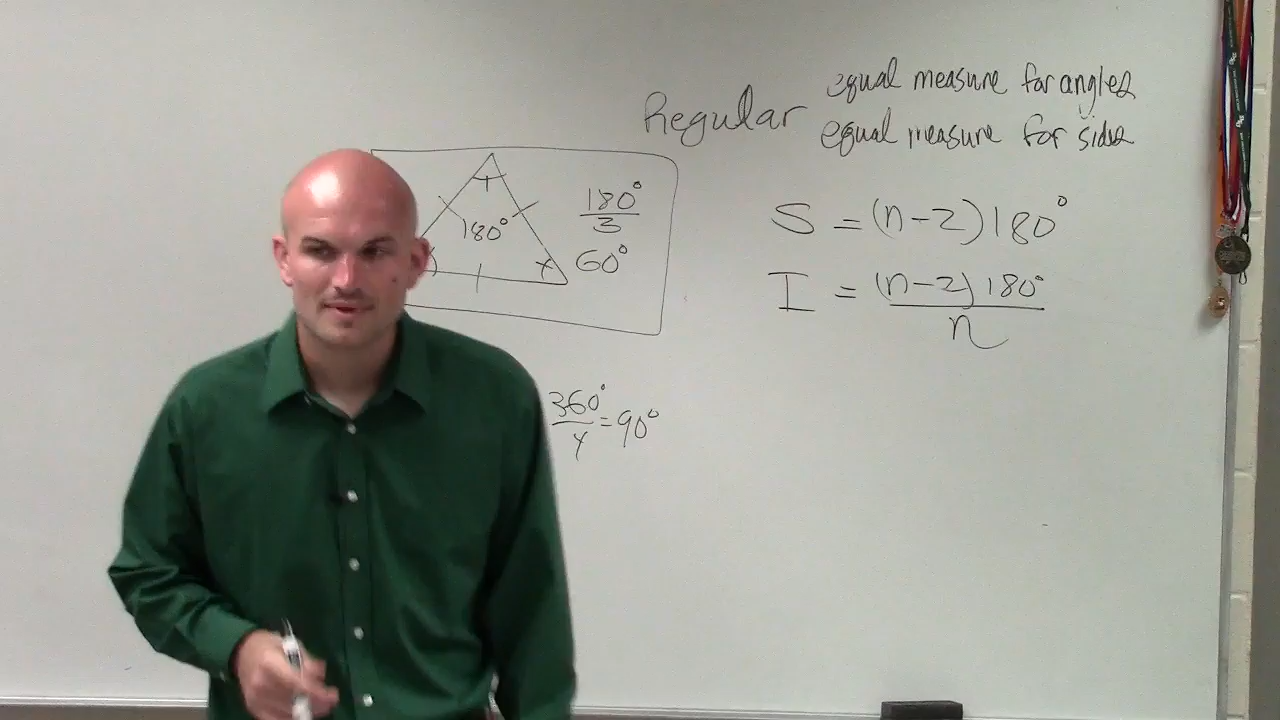 Regular
equal measure for angles
equal measure for sides
180°
180°
3
60°
S = (n-2)180°
I = (n-2)180°
n
360°
4
=90°